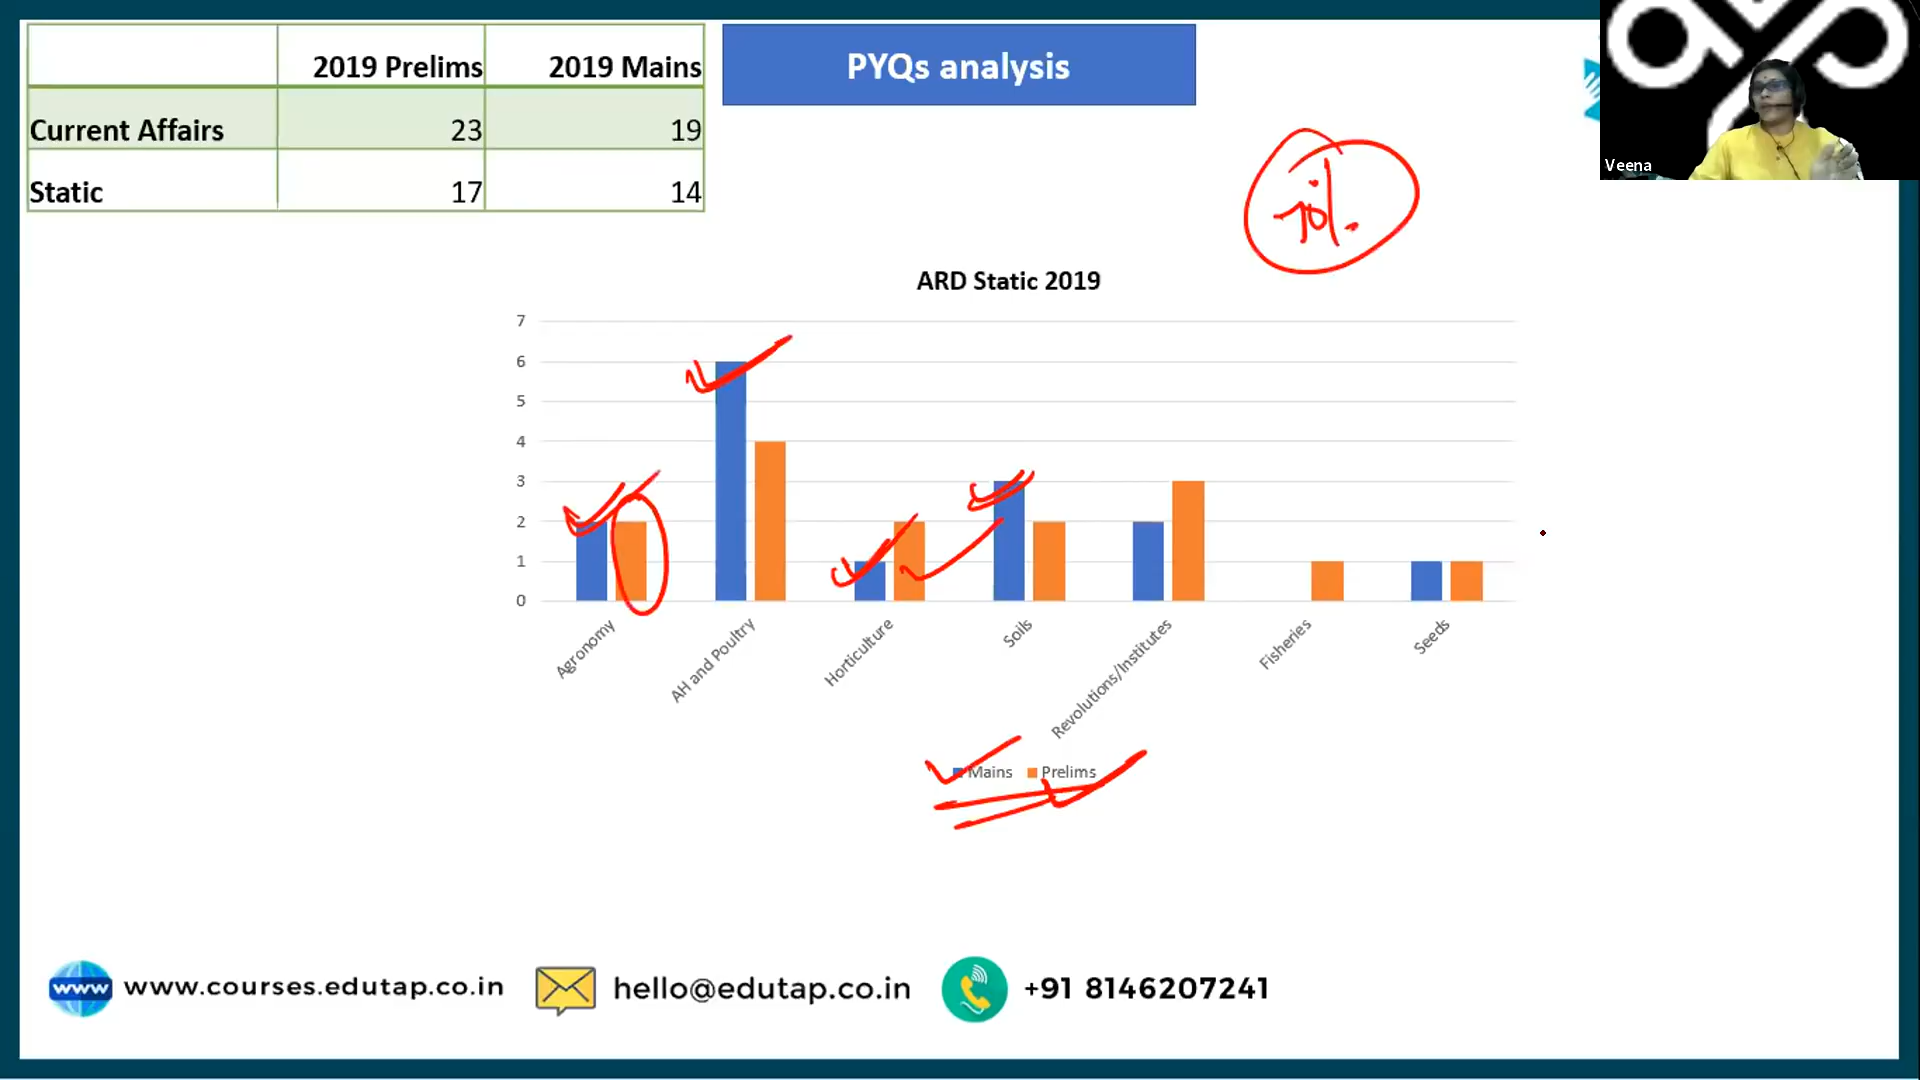 2019 Prelims 2019 Mains
Current Affairs 23 19
Static 17 14
PYQs analysis
Veena
70%
ARD Static 2019
7
6
5
4
3
2
1
0
Agronomy
AH and Poultry
Horticulture
Soils
Revolutions/Institutes
Fisheries
Seeds
Mains Prelims
www www.courses.edutap.co.in hello@edutap.co.in +91 8146207241